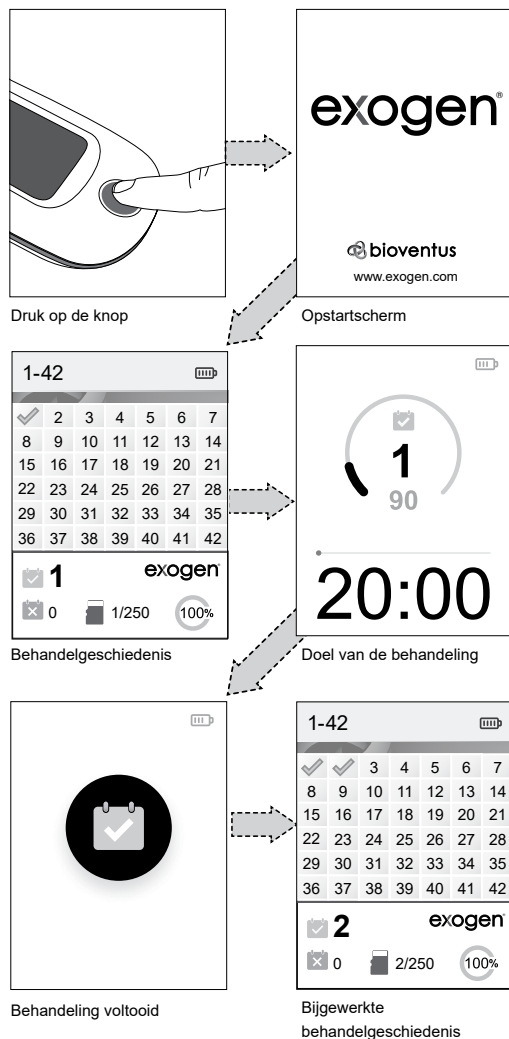 exogen®
bioventus
www.exogen.com
Druk op de knop
Opstartscherm
1-42
2 3 4 5 6 7
8 9 10 11 12 13 14
15 16 17 18 19 20 21
22 23 24 25 26 27 28
29 30 31 32 33 34 35
36 37 38 39 40 41 42
1 exogen
0 1/250 100%
Behandelgeschiedenis
1
90
20:00
Doel van de behandeling
Behandeling voltooid
1-42
3 4 5 6 7
8 9 10 11 12 13 14
15 16 17 18 19 20 21
22 23 24 25 26 27 28
29 30 31 32 33 34 35
36 37 38 39 40 41 42
2 exogen
0 2/250 100%
Bijgewerkte
behandelgeschiedenis